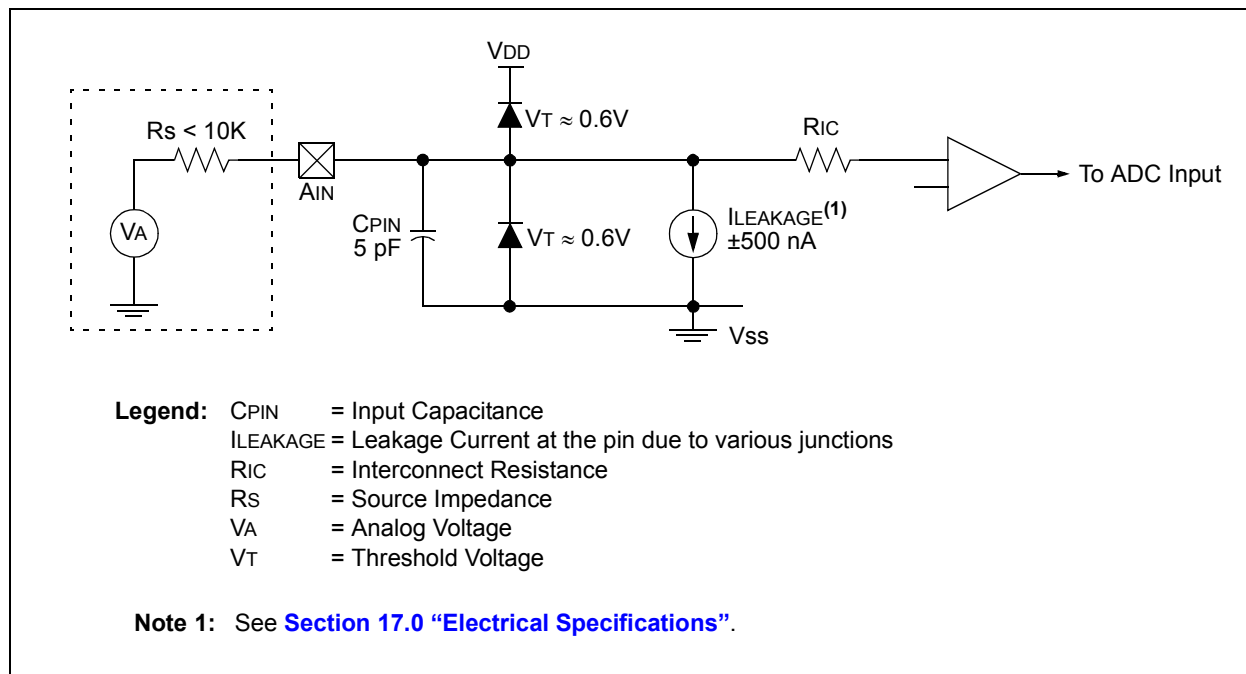 VDD
VT ≈ 0.6V
Rs < 10K
RIC
AIN
To ADC Input
VA
CPIN
5 pF
VT ≈ 0.6V
ILEAKAGE(1)
±500 nA
Vss
Legend: CPIN = Input Capacitance
ILEAKAGE = Leakage Current at the pin due to various junctions
RIC = Interconnect Resistance
RS = Source Impedance
VA = Analog Voltage
VT = Threshold Voltage
Note 1: See Section 17.0 “Electrical Specifications”.